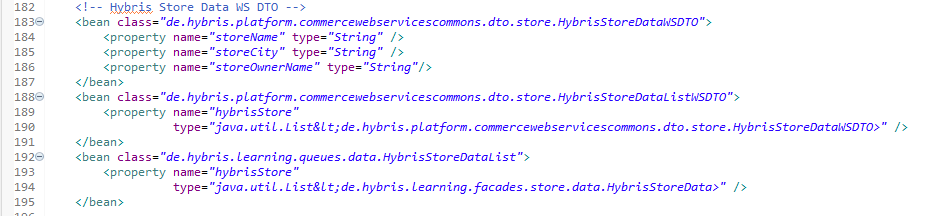 182 <!-- Hybris Store Data WS DTO -->
183 <bean class="de.hybris.platform.commercewebservicescommons.dto.store.HybrisStoreDataWSDTO">
184 <property name="storeName" type="String" />
185 <property name="storeCity" type="String" />
186 <property name="storeOwnerName" type="String"/>
187 </bean>
188 <bean class="de.hybris.platform.commercewebservicescommons.dto.store.HybrisStoreDataListWSDTO">
189 <property name="hybrisStore"
190 type="java.util.List&lt;de.hybris.platform.commercewebservicescommons.dto.store.HybrisStoreDataWSDTO>" />
191 </bean>
192 <bean class="de.hybris.learning.queues.data.HybrisStoreDataList">
193 <property name="hybrisStore"
194 type="java.util.List&lt;de.hybris.learning.facades.store.data.HybrisStoreData>" />
195 </bean>